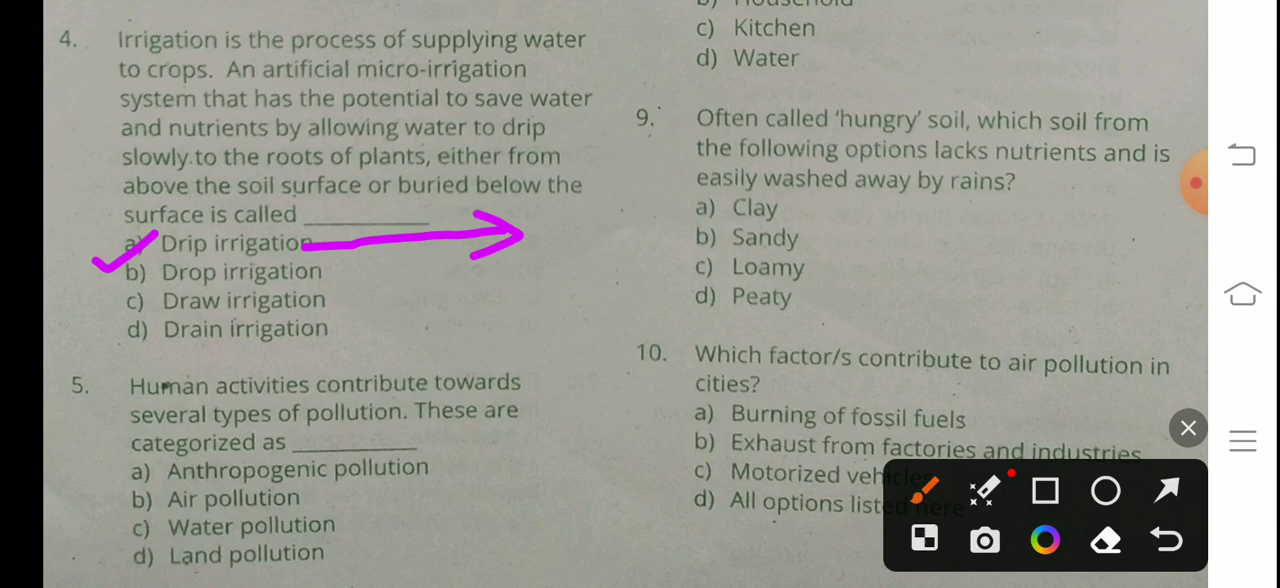 4. Irrigation is the process of supplying water
to crops. An artificial micro-irrigation
system that has the potential to save water
and nutrients by allowing water to drip
slowly to the roots of plants, either from
above the soil surface or buried below the
surface is called __________
a) Drip irrigation
b) Drop irrigation
c) Draw irrigation
d) Drain irrigation
5. Human activities contribute towards
several types of pollution. These are
categorized as __________
a) Anthropogenic pollution
b) Air pollution
c) Water pollution
d) Land pollution
b) Household
c) Kitchen
d) Water
9. Often called ‘hungry’ soil, which soil from
the following options lacks nutrients and is
easily washed away by rains?
a) Clay
b) Sandy
c) Loamy
d) Peaty
10. Which factor/s contribute to air pollution in
cities?
a) Burning of fossil fuels
b) Exhaust from factories and industries
c) Motorized vehicles
d) All options listed here